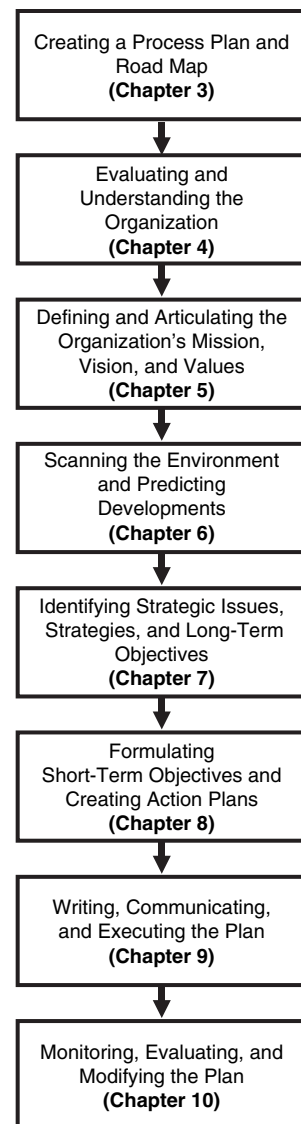 Creating a Process Plan and
Road Map
(Chapter 3)
Evaluating and
Understanding the
Organization
(Chapter 4)
Defining and Articulating the
Organization's Mission,
Vision, and Values
(Chapter 5)
Scanning the Environment
and Predicting
Developments
(Chapter 6)
Identifying Strategic Issues,
Strategies, and Long-Term
Objectives
(Chapter 7)
Formulating
Short-Term Objectives and
Creating Action Plans
(Chapter 8)
Writing, Communicating,
and Executing the Plan
(Chapter 9)
Monitoring, Evaluating, and
Modifying the Plan
(Chapter 10)